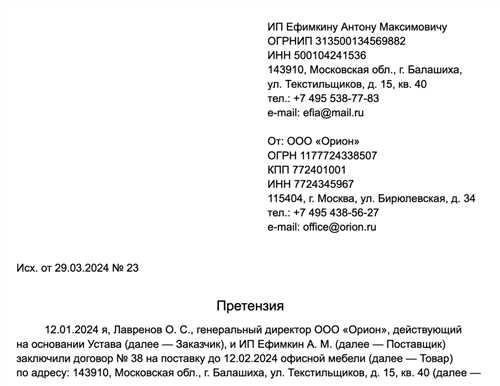 ИП Ефимкину Антону Максимовичу
ОГРНИП 313500134569882
ИНН 500104241536
143910, Московская обл., г. Балашиха,
ул. Текстильщиков, д. 15, кв. 40
тел.: +7 495 538-77-83
e-mail: efia@mail.ru
От: ООО «Орион»
ОГРН 1177724338507
КПП 772401001
ИНН 7724345967
115404, г. Москва, ул. Бирюлевская, д. 34
тел.: +7 495 438-56-27
e-mail: office@orion.ru
Исх. от 29.03.2024 № 23
Претензия
12.01.2024 я, Лавренов О. С., генеральный директор ООО «Орион», действующий
на основании Устава (далее — Заказчик), и ИП Ефимкин А. М. (далее — Поставщик)
заключили договор № 38 на поставку до 12.02.2024 офисной мебели (далее — Товар)
по адресу: 143910, Московская обл., г. Балашиха, ул. Текстильщиков, д. 15, кв. 40 (далее —